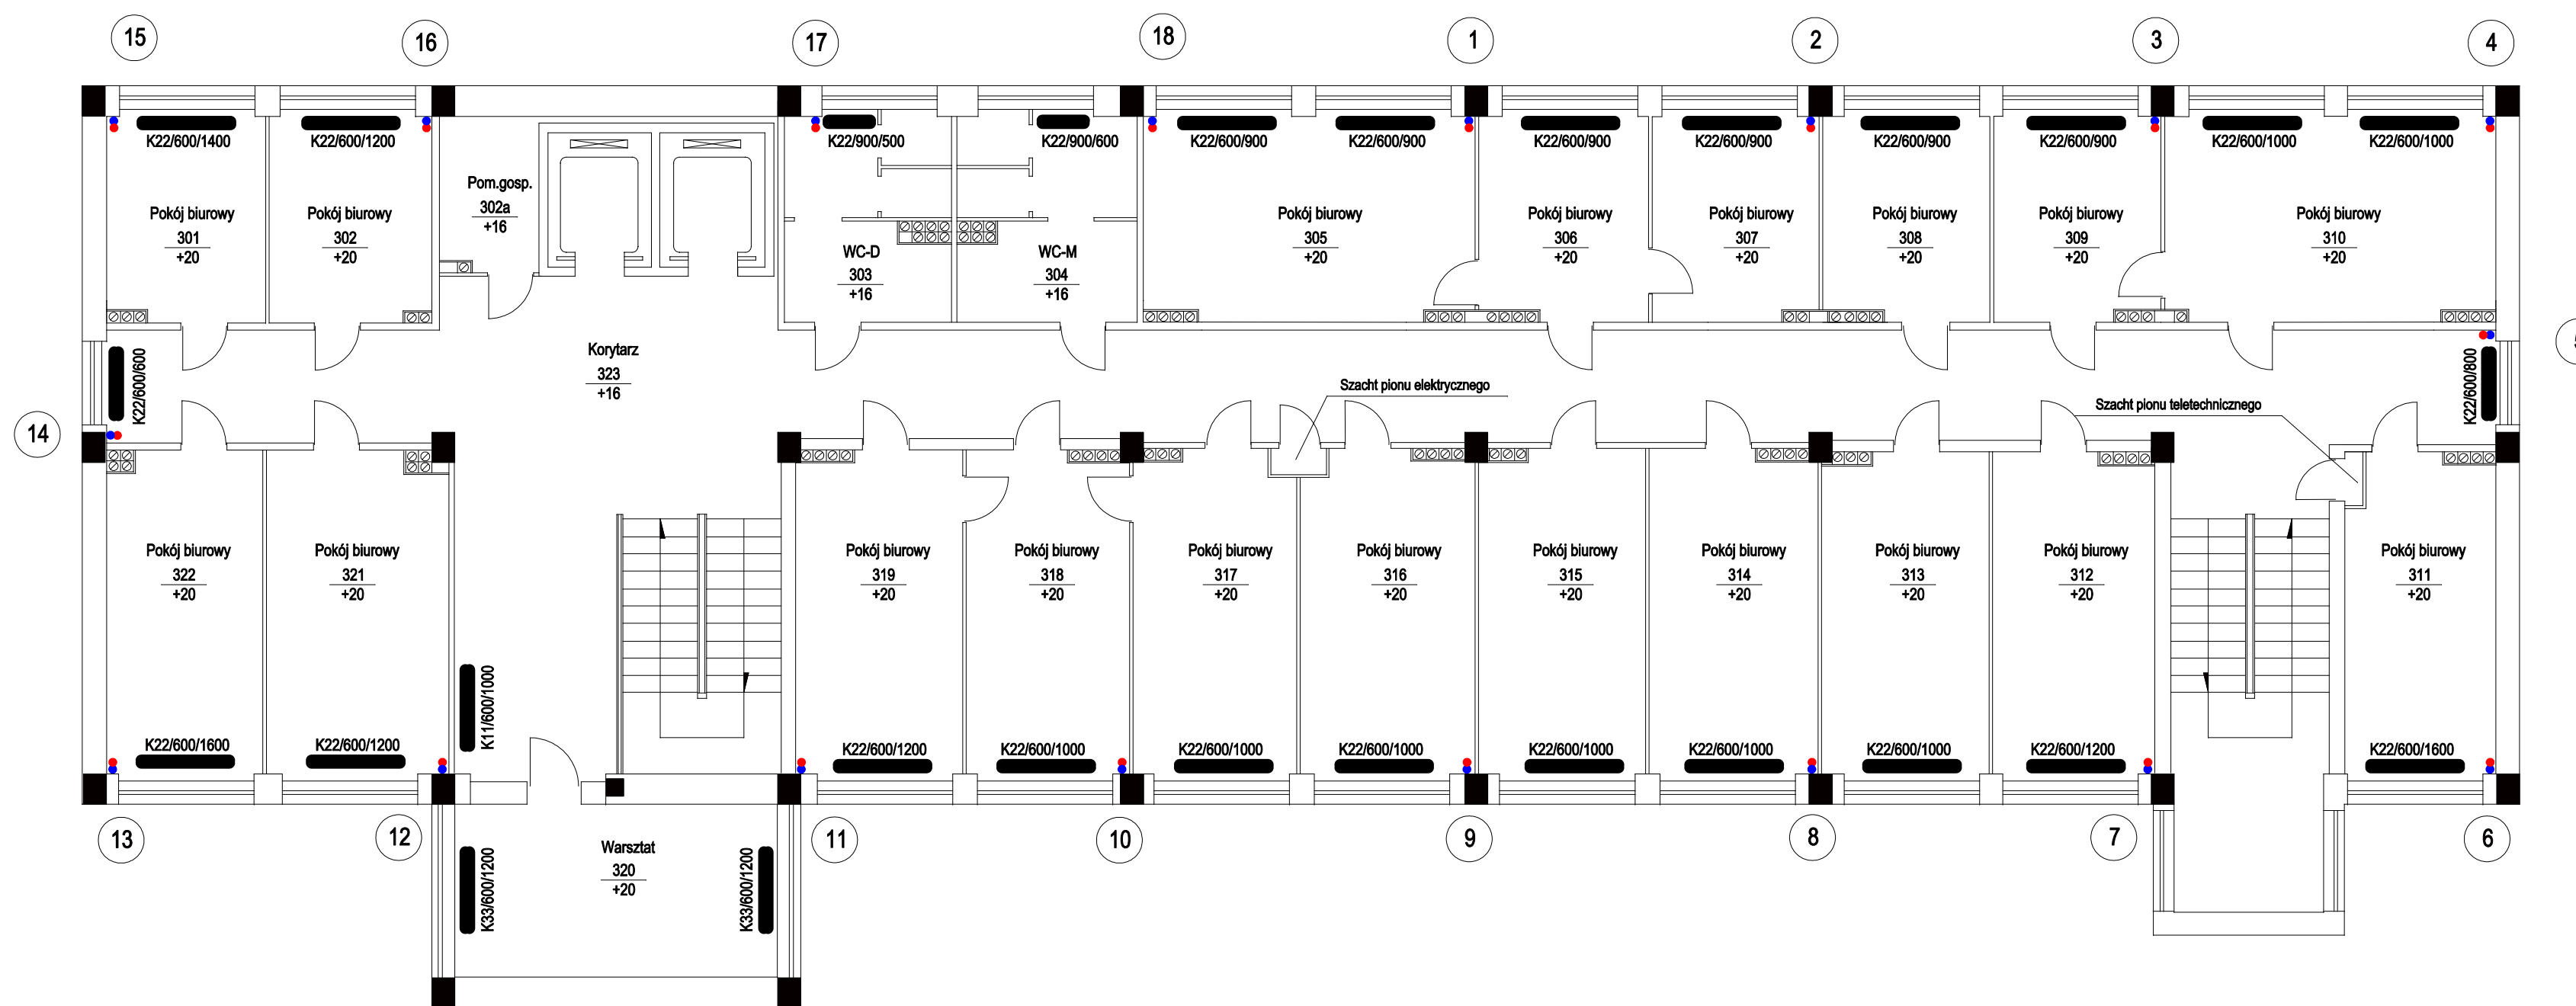 15
16
17
18
1
2
3
4
K22/600/1400
K22/600/1200
K22/900/500
K22/900/600
K22/600/900
K22/600/900
K22/600/900
K22/600/900
K22/600/900
K22/600/900
K22/600/1000
K22/600/1000
Pom.gosp.
302a
+16
Pokój biurowy
301
+20
Pokój biurowy
302
+20
WC-D
303
+16
WC-M
304
+16
Pokój biurowy
305
+20
Pokój biurowy
306
+20
Pokój biurowy
307
+20
Pokój biurowy
308
+20
Pokój biurowy
309
+20
Pokój biurowy
310
+20
K22/600/600
Korytarz
323
+16
Szacht pionu elektrycznego
Szacht pionu teletechnicznego
K22/600/800
14
Pokój biurowy
322
+20
Pokój biurowy
321
+20
Pokój biurowy
319
+20
Pokój biurowy
318
+20
Pokój biurowy
317
+20
Pokój biurowy
316
+20
Pokój biurowy
315
+20
Pokój biurowy
314
+20
Pokój biurowy
313
+20
Pokój biurowy
312
+20
Pokój biurowy
311
+20
K11/600/1000
K22/600/1600
K22/600/1200
K22/600/1200
K22/600/1000
K22/600/1000
K22/600/1000
K22/600/1000
K22/600/1000
K22/600/1000
K22/600/1200
K22/600/1600
13
12
11
10
9
8
7
6
K33/600/1200
Warsztat
320
+20
K33/600/1200